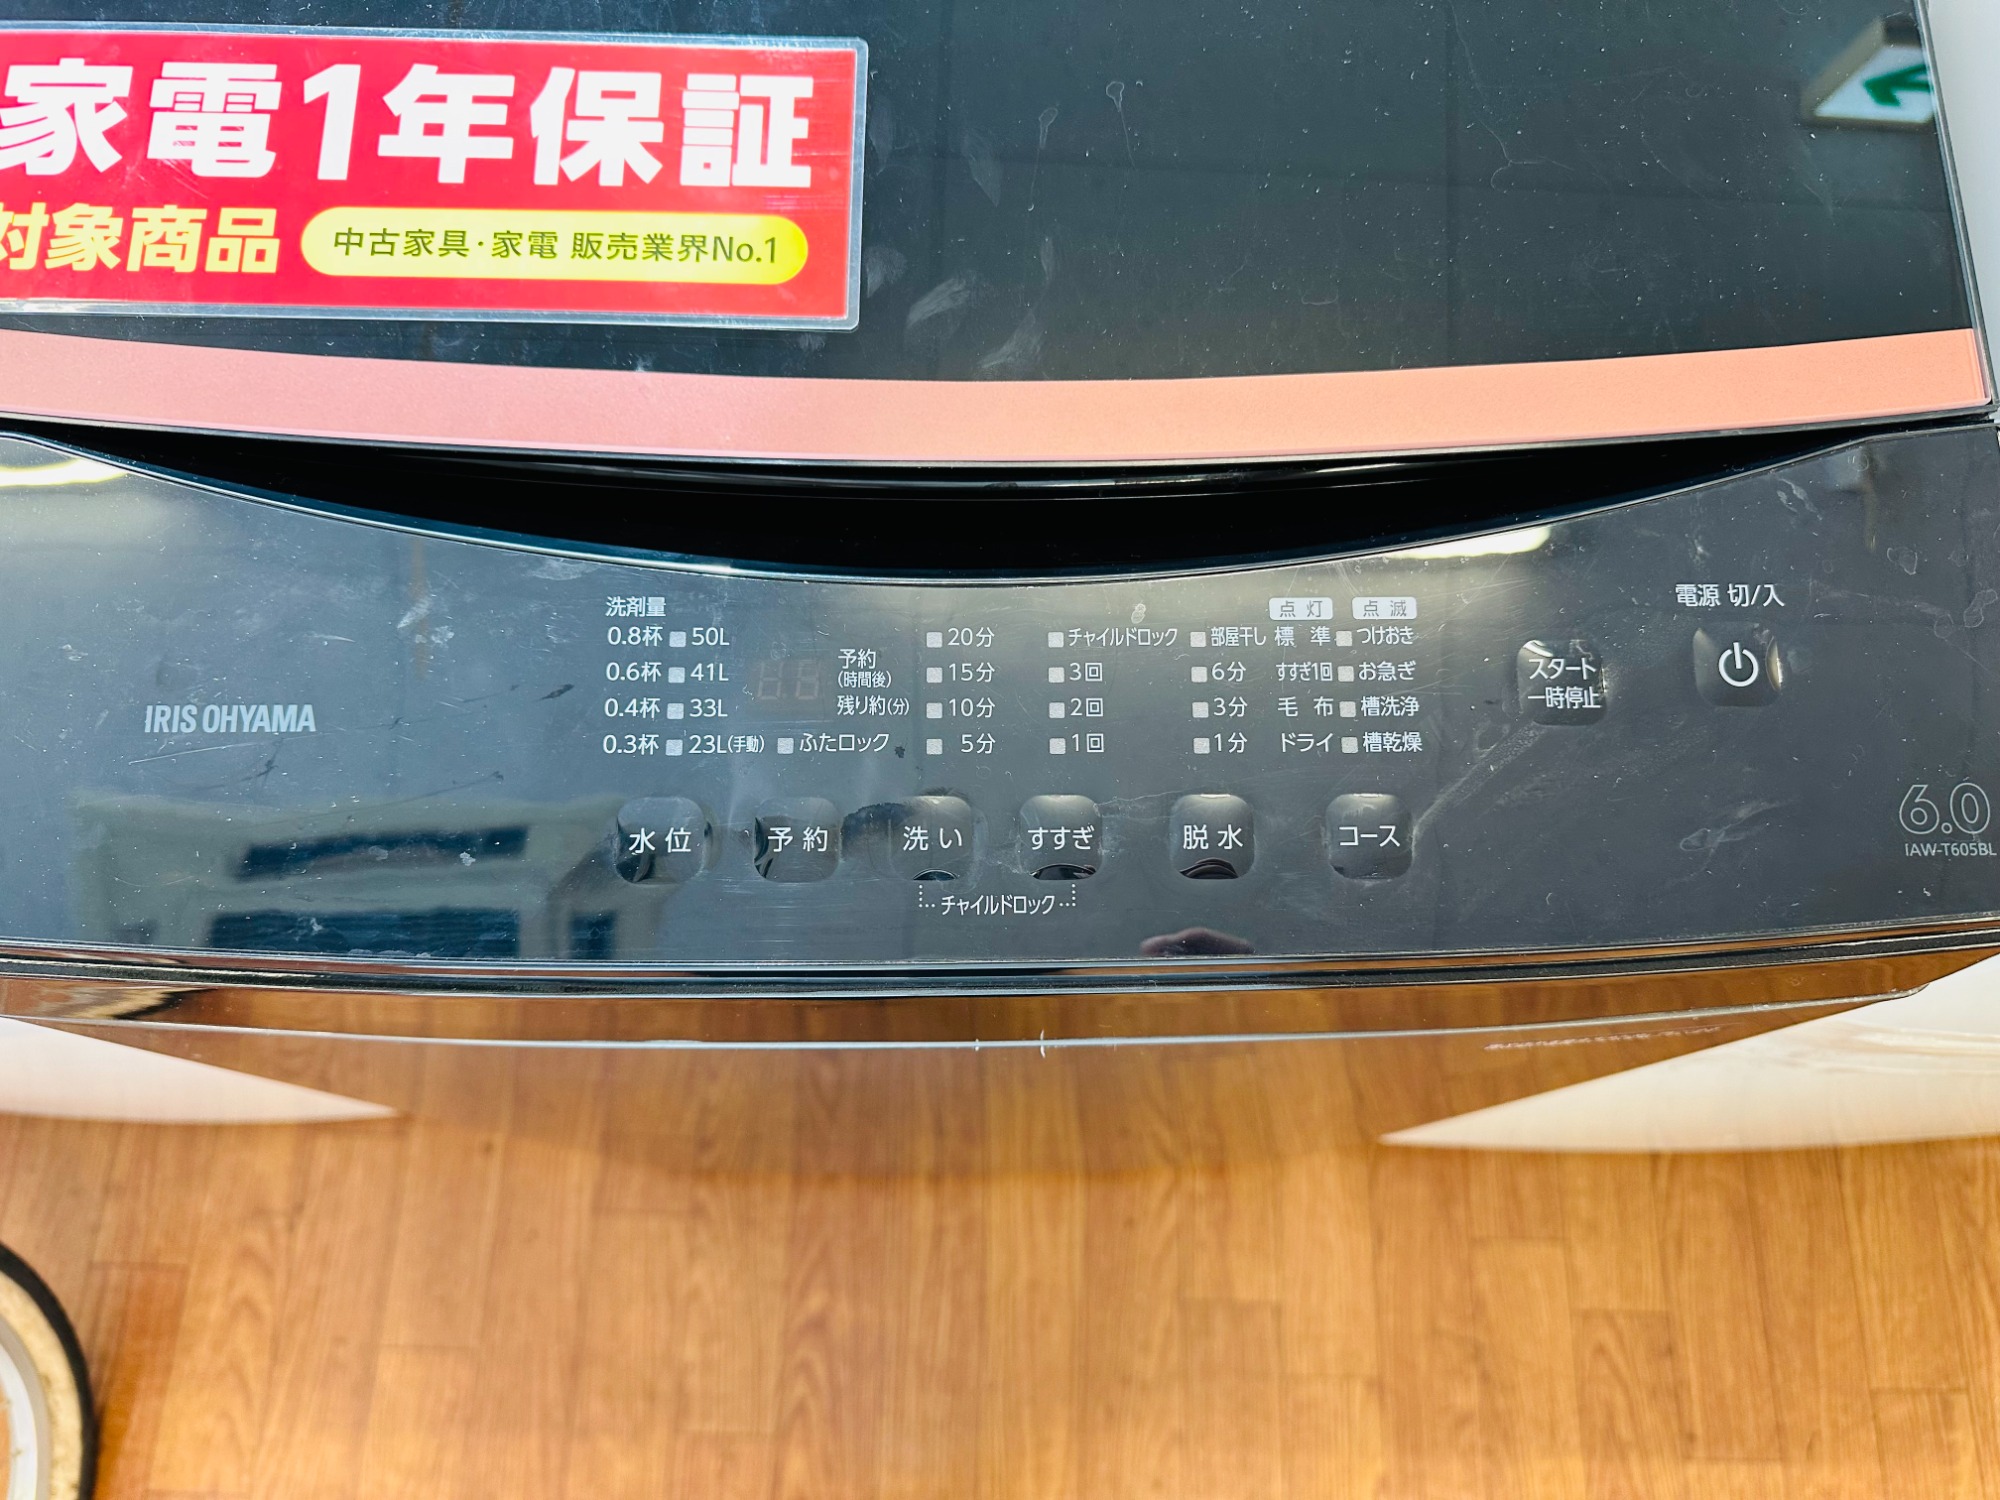 家電1年保証
対象商品 中古家具・家電 販売業界No.1
洗剤量
0.8杯 50L
0.6杯 41L
0.4杯 33L
0.3杯 23L(手動)
予約
(時間後)
残り約(分)
ふたロック
20分
15分
10分
5分
チャイルドロック
3回
2回
1回
部屋干し
6分
3分
1分
点灯 点滅
標準 つけおき
すすぎ1回 お急ぎ
毛布 槽洗浄
ドライ 槽乾燥
スタート
一時停止
電源 切/入
IRIS OHYAMA
水位 予約 洗い すすぎ 脱水 コース
チャイルドロック
6.0
IAW-T605BL